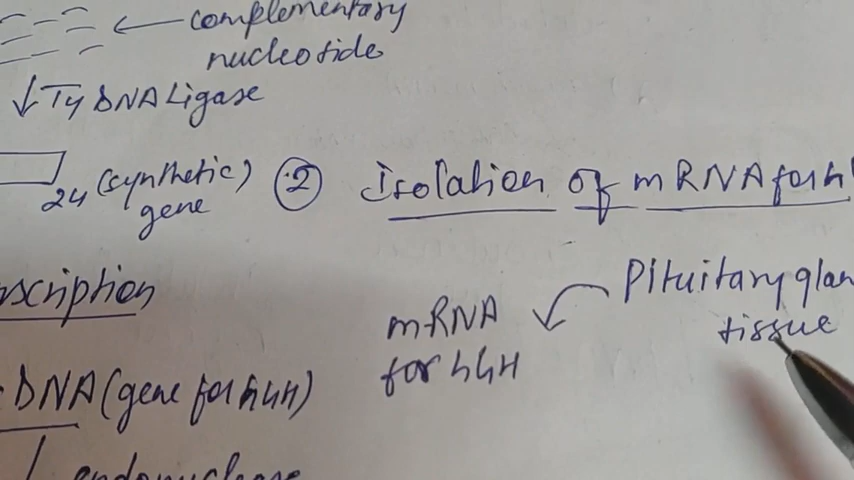 complementary
nucleotide
T4 DNA Ligase
24 (synthetic)
gene
② Isolation of mRNA for h
scription
Pituitary glan
tissue
mRNA
for hGH
DNA (gene for hGH)
endonuclease